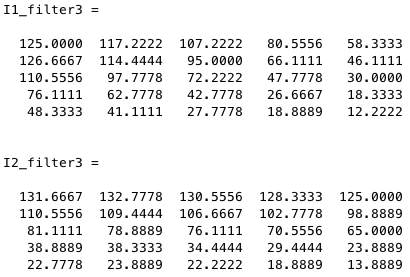 I1_filter3 =
125.0000 117.2222 107.2222 80.5556 58.3333
126.6667 114.4444 95.0000 66.1111 46.1111
110.5556 97.7778 72.2222 47.7778 30.0000
76.1111 62.7778 42.7778 26.6667 18.3333
48.3333 41.1111 27.7778 18.8889 12.2222
I2_filter3 =
131.6667 132.7778 130.5556 128.3333 125.0000
110.5556 109.4444 106.6667 102.7778 98.8889
81.1111 78.8889 76.1111 70.5556 65.0000
38.8889 38.3333 34.4444 29.4444 23.8889
22.7778 23.8889 22.2222 18.8889 13.8889